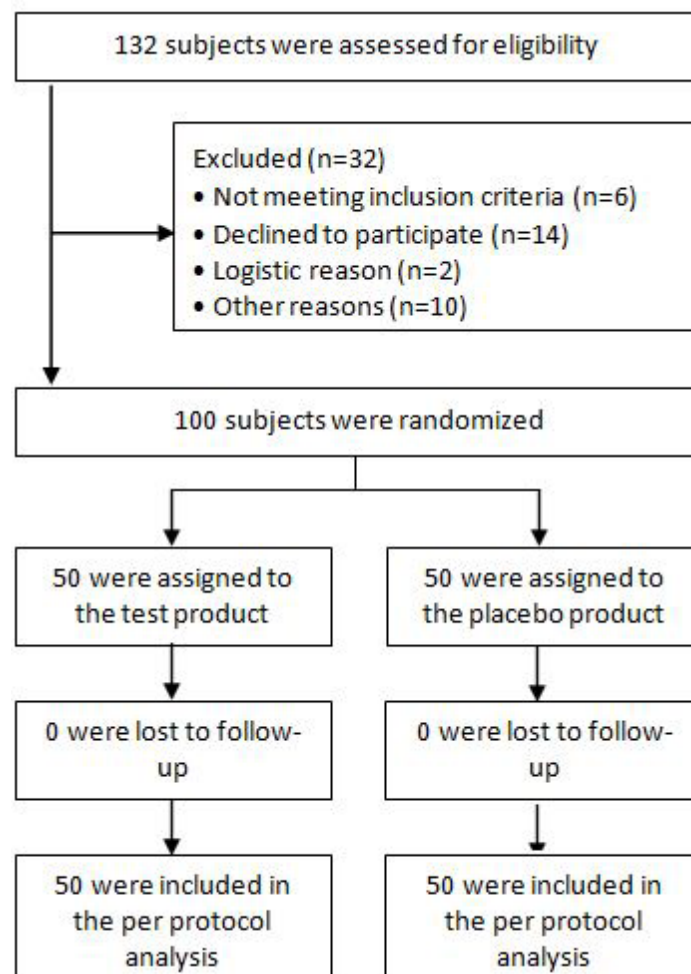 132 subjects were assessed for eligibility
Excluded (n=32)
• Not meeting inclusion criteria (n=6)
• Declined to participate (n=14)
• Logistic reason (n=2)
• Other reasons (n=10)
100 subjects were randomized
50 were assigned to
the test product
50 were assigned to
the placebo product
0 were lost to follow-
up
0 were lost to follow-
up
50 were included in
the per protocol
analysis
50 were included in
the per protocol
analysis